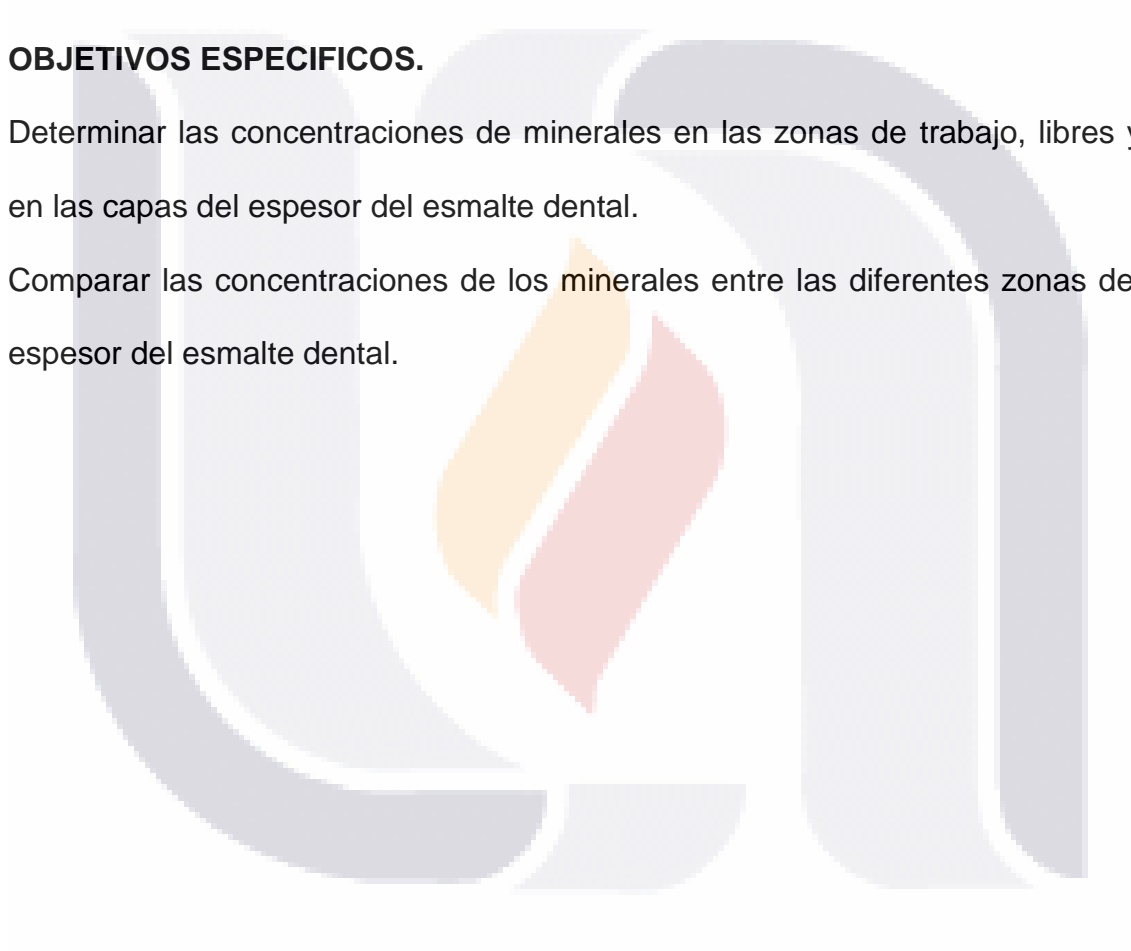 OBJETIVOS ESPECIFICOS.
Determinar las concentraciones de minerales en las zonas de trabajo, libres y
en las capas del espesor del esmalte dental.
Comparar las concentraciones de los minerales entre las diferentes zonas de
espesor del esmalte dental.